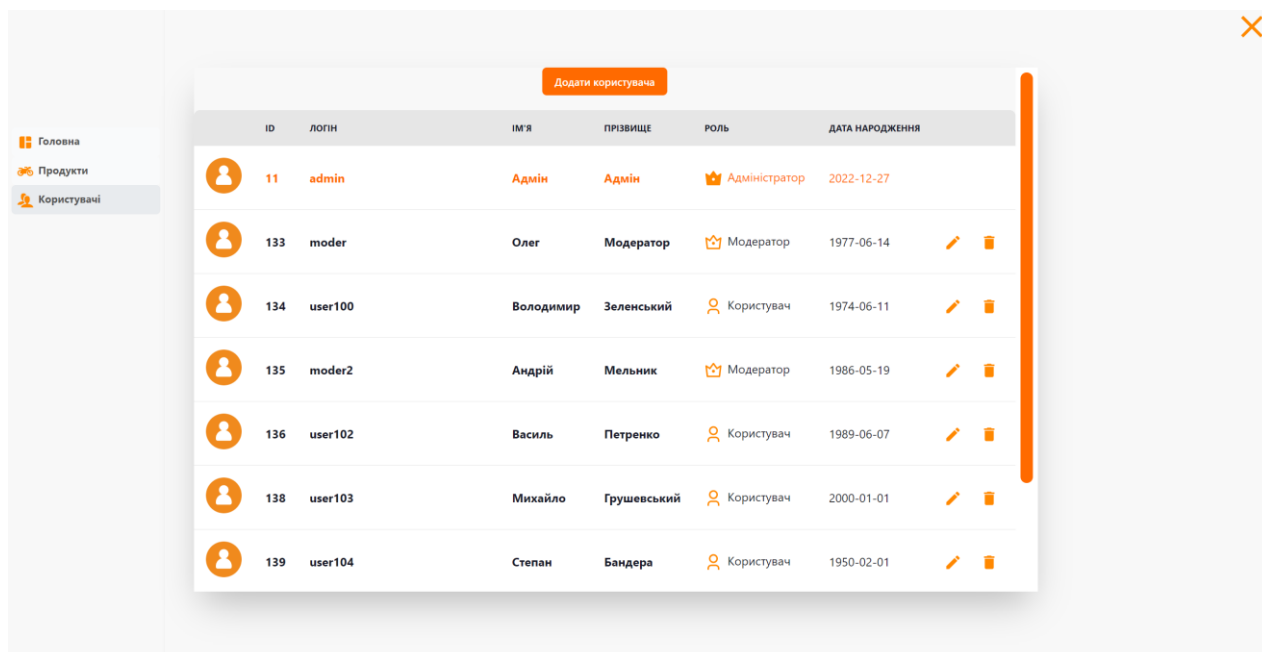 Додати користувача
ID ЛОГІН ІМ'Я ПРІЗВИЩЕ РОЛЬ ДАТА НАРОДЖЕННЯ
Головна
Продукти
Користувачі
11 admin Адмін Адмін Адміністратор 2022-12-27
133 moder Олег Модератор Модератор 1977-06-14
134 user100 Володимир Зеленський Користувач 1974-06-11
135 moder2 Андрій Мельник Модератор 1986-05-19
136 user102 Василь Петренко Користувач 1989-06-07
138 user103 Михайло Грушевський Користувач 2000-01-01
139 user104 Степан Бандера Користувач 1950-02-01